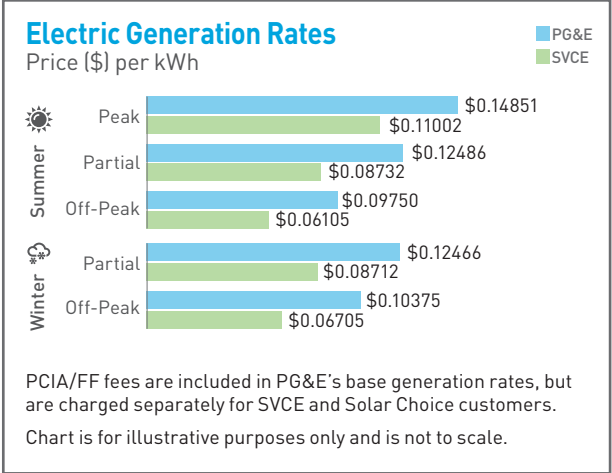 Electric Generation Rates
Price ($) per kWh
PG&E
SVCE
Summer
Peak
$0.14851
$0.11002
Partial
$0.12486
$0.08732
Off-Peak
$0.09750
$0.06105
Winter
Partial
$0.12466
$0.08712
Off-Peak
$0.10375
$0.06705
PCIA/FF fees are included in PG&E's base generation rates, but
are charged separately for SVCE and Solar Choice customers.
Chart is for illustrative purposes only and is not to scale.